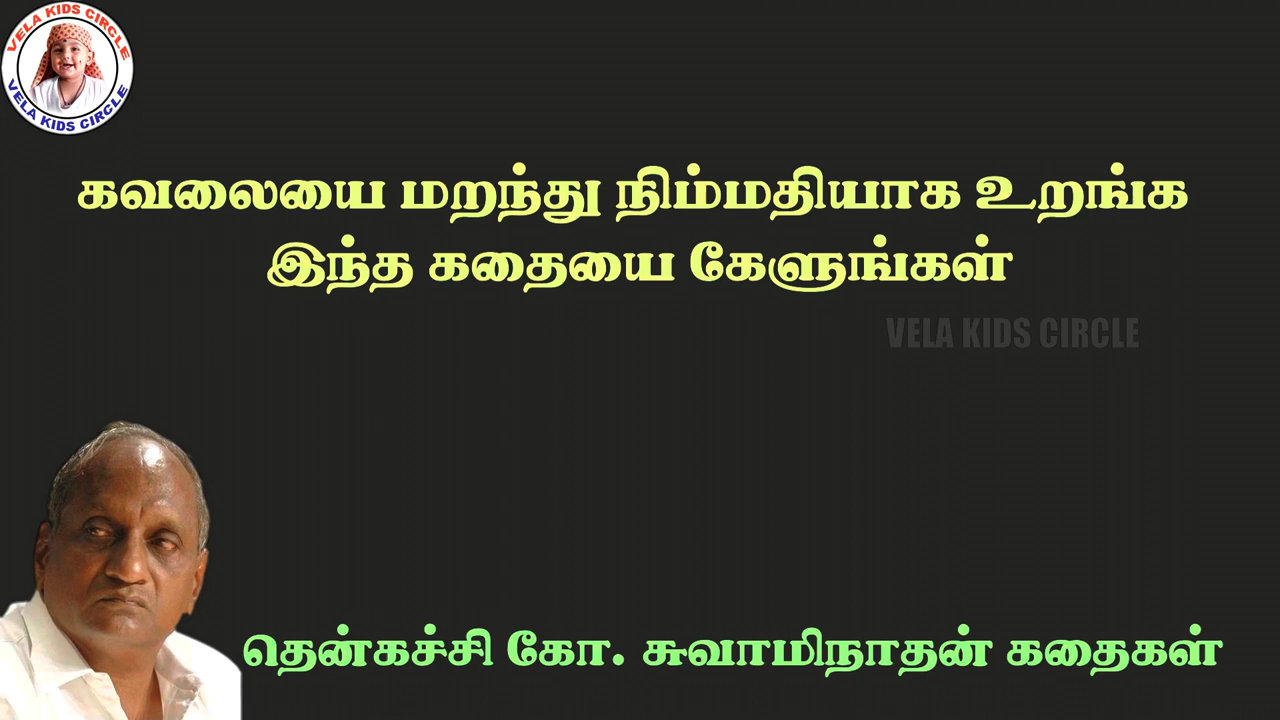 VELA KIDS CIRCLE
VELA KIDS CIRCLE
கவலையை மறந்து நிம்மதியாக உறங்க
இந்த கதையை கேளுங்கள்
VELA KIDS CIRCLE
தென்கச்சி கோ. சுவாமிநாதன் கதைகள்